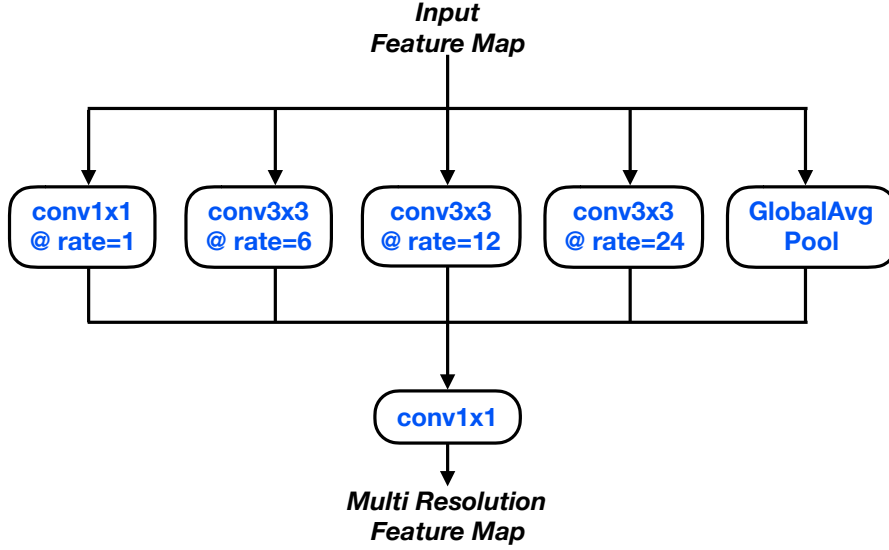 Input
Feature Map
conv1x1
@ rate=1
conv3x3
@ rate=6
conv3x3
@ rate=12
conv3x3
@ rate=24
GlobalAvg
Pool
conv1x1
Multi Resolution
Feature Map